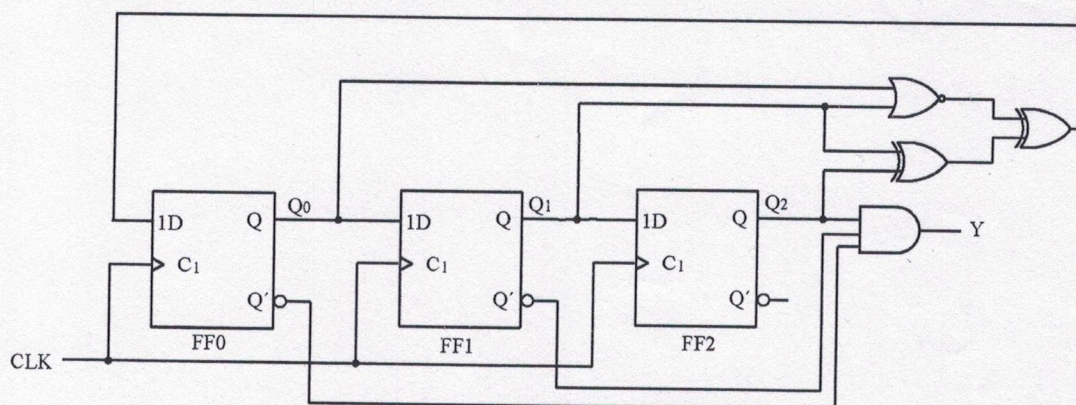 1D Q Q0
C1
Q'
FF0
1D Q Q1
C1
Q'
FF1
1D Q Q2
C1
Q'
FF2
Y
CLK